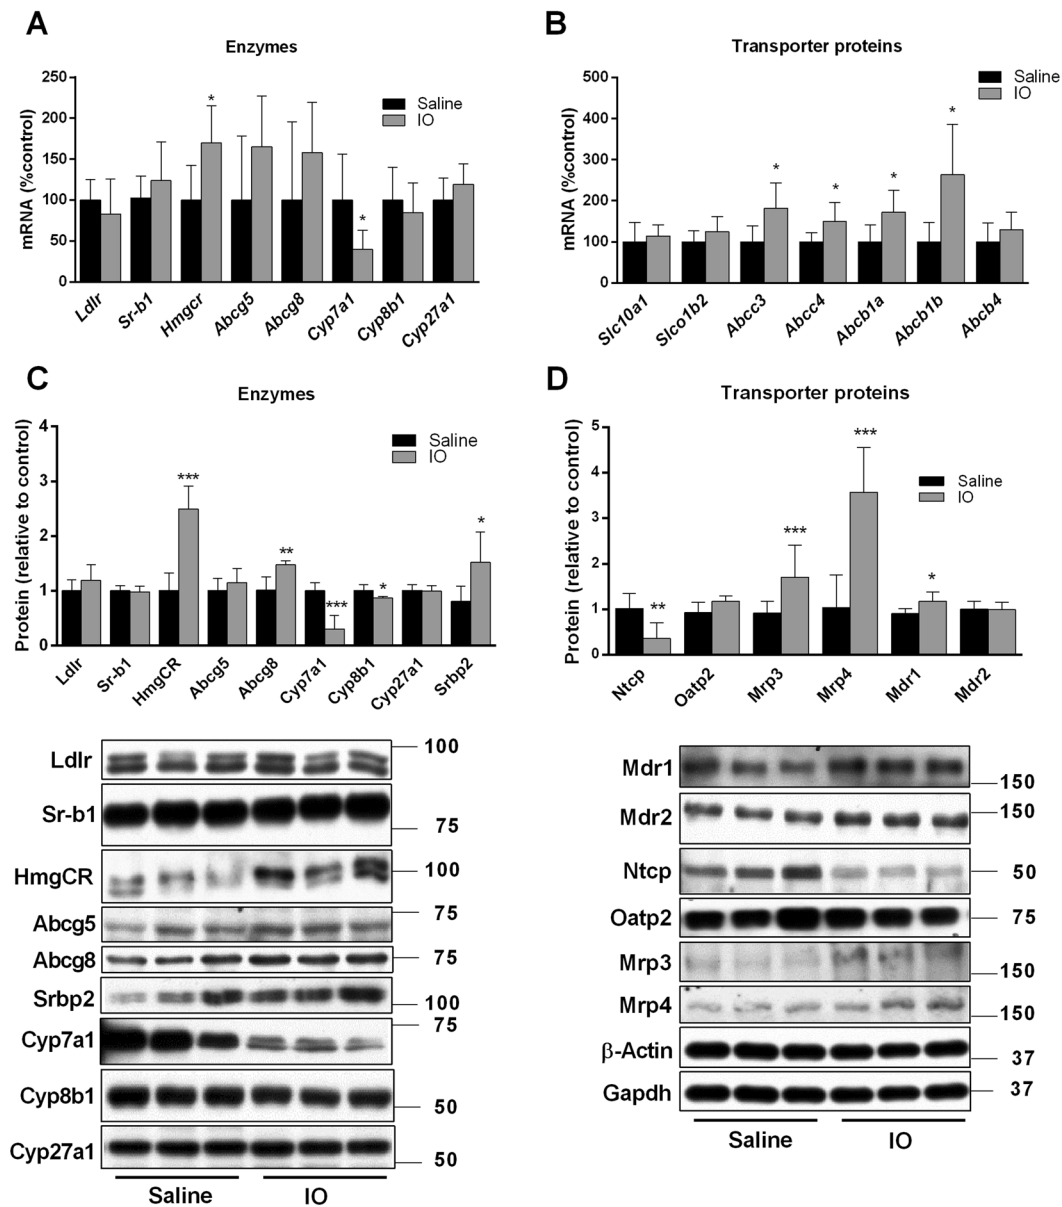 A
Enzymes
mRNA (%control)
250
200
150
100
50
0
Saline
IO
*
*
Ldlr
Sr-b1
Hmgcr
Abcg5
Abcg8
Cyp7a1
Cyp8b1
Cyp27a1
B
Transporter proteins
mRNA (%control)
500
400
300
200
100
0
Saline
IO
*
*
*
*
Slc10a1
Slco1b2
Abcc3
Abcc4
Abcb1a
Abcb1b
Abcb4
C
Enzymes
Protein (relative to control)
4
3
2
1
0
Saline
IO
***
**
***
*
*
Ldlr
Sr-b1
HmgCR
Abcg5
Abcg8
Cyp7a1
Cyp8b1
Cyp27a1
Srbp2
D
Transporter proteins
Protein (relative to control)
5
4
3
2
1
0
Saline
IO
**
***
***
*
Ntcp
Oatp2
Mrp3
Mrp4
Mdr1
Mdr2
Ldlr 100
Sr-b1 75
HmgCR 100
Abcg5 75
Abcg8 75
Srbp2 100
Cyp7a1 75
Cyp8b1 50
Cyp27a1 50
Saline IO
Mdr1 150
Mdr2 150
Ntcp 50
Oatp2 75
Mrp3 150
Mrp4 150
β-Actin 37
Gapdh 37
Saline IO